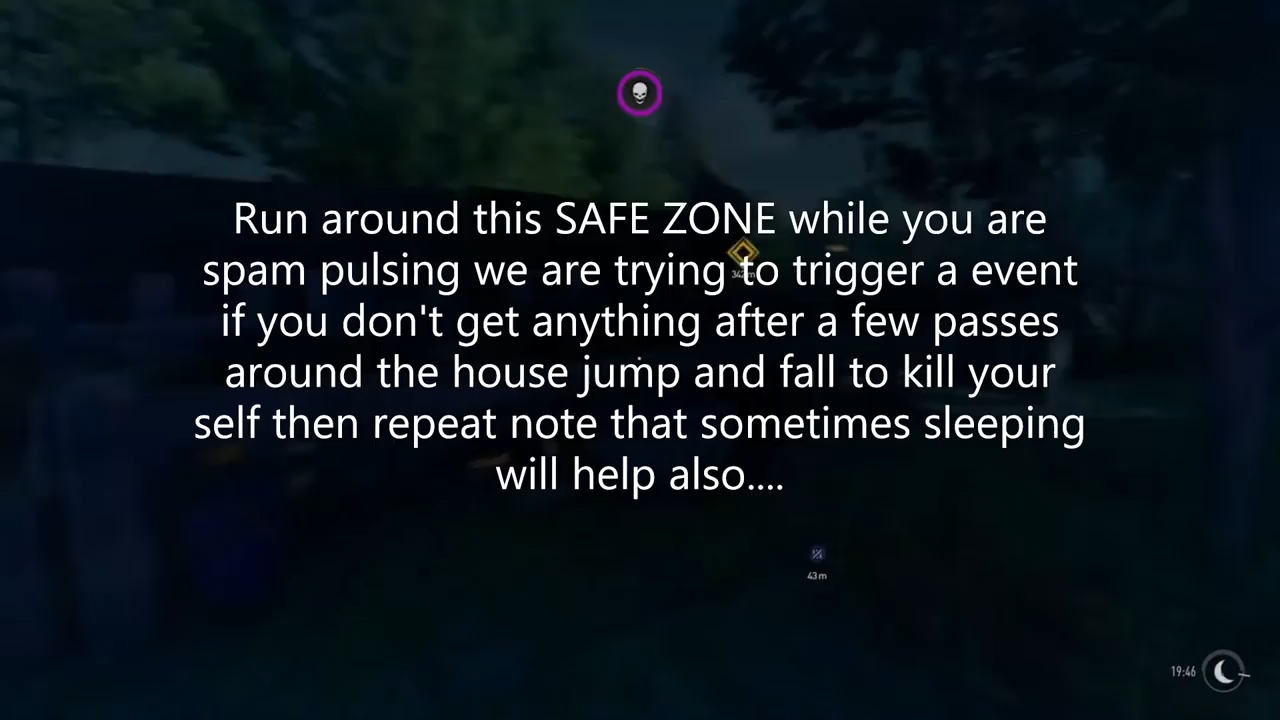 Run around this SAFE ZONE while you are
spam pulsing we are trying to trigger a event
if you don't get anything after a few passes
around the house jump and fall to kill your
self then repeat note that sometimes sleeping
will help also....
43m
19:46